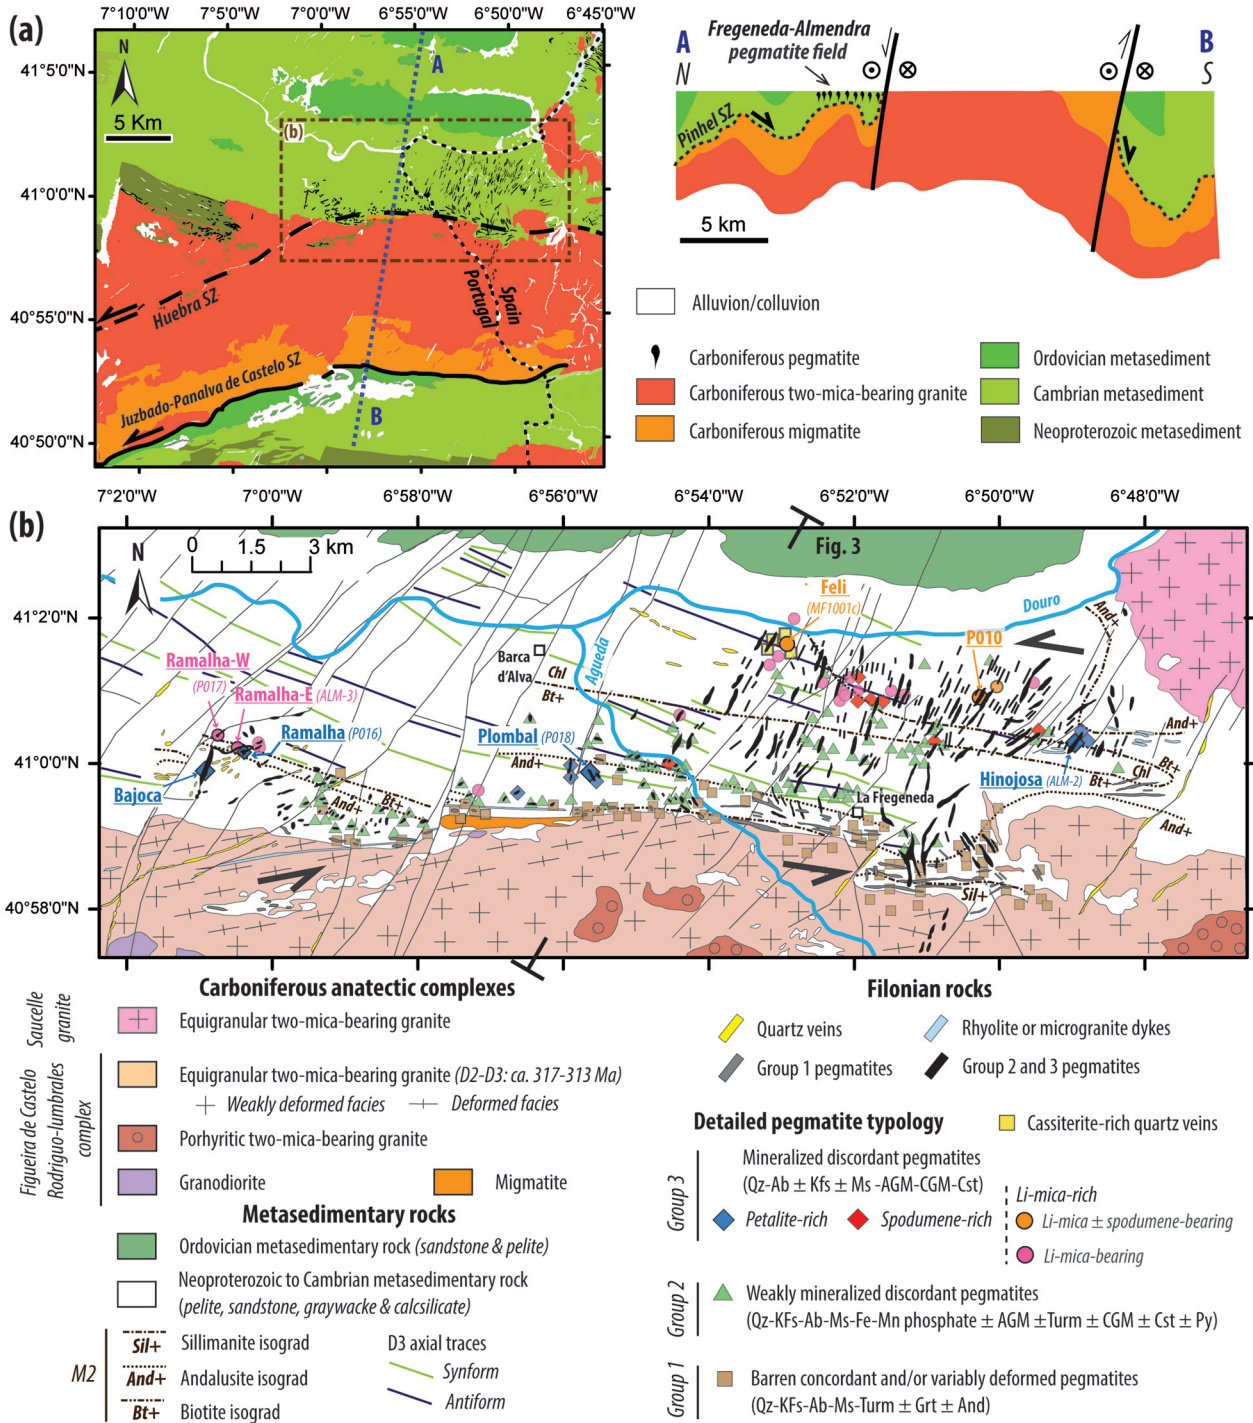 (a)
7°10'0"W 7°5'0"W 7°0'0"W 6°55'0"W 6°50'0"W 6°45'0"W
41°5'0"N
41°0'0"N
40°55'0"N
40°50'0"N
N
5 Km
A
(b)
Huebra SZ
Portugal
Spain
Juzbado-Panalva de Castelo SZ
B
A
N
Fregeneda-Almendra
pegmatite field
B
S
Pinhel SZ
5 km
Alluvion/colluvion
Carboniferous pegmatite
Carboniferous two-mica-bearing granite
Carboniferous migmatite
Ordovician metasediment
Cambrian metasediment
Neoproterozoic metasediment
(b)
7°20'0"W 7°0'0"W 6°58'0"W 6°56'0"W 6°54'0"W 6°52'0"W 6°50'0"W 6°48'0"W
41°2'0"N
41°0'0"N
40°58'0"N
N
0 1.5 3 km
Fig. 3
Feli
(MF1001c)
Douro
And+
P010
Ramalha-W
(P017)
Ramalha-E (ALM-3)
Ramalha (P016)
Bajoca
Barca
d'Alva
Agueda
Chl
Bt+
Plombal (P018)
And+
Bt+
And+
And+
Bt+
Hinojosa (ALM-2)
Chl
Bt+
And+
La Fregeneda
Sil+
Carboniferous anatectic complexes
Saucelle
granite
Equigranular two-mica-bearing granite
Figueira de Castelo
Rodriguo-lumbrales
complex
Equigranular two-mica-bearing granite (D2-D3: ca. 317-313 Ma)
Weakly deformed facies
Deformed facies
Porhyritic two-mica-bearing granite
Granodiorite
Migmatite
Metasedimentary rocks
Ordovician metasedimentary rock (sandstone & pelite)
Neoproterozoic to Cambrian metasedimentary rock
(pelite, sandstone, graywacke & calcsilicate)
M2
Sil+ Sillimanite isograd
And+ Andalusite isograd
Bt+ Biotite isograd
D3 axial traces
Synform
Antiform
Filonian rocks
Quartz veins
Rhyolite or microgranite dykes
Group 1 pegmatites
Group 2 and 3 pegmatites
Detailed pegmatite typology
Cassiterite-rich quartz veins
Group 3
Mineralized discordant pegmatites
(Qz-Ab ± Kfs ± Ms -AGM-CGM-Cst)
Petalite-rich
Spodumene-rich
Li-mica-rich
Li-mica ± spodumene-bearing
Li-mica-bearing
Group 2
Weakly mineralized discordant pegmatites
(Qz-KFs-Ab-Ms-Fe-Mn phosphate ± AGM ±Turm ± CGM ± Cst ± Py)
Group 1
Barren concordant and/or variably deformed pegmatites
(Qz-KFs-Ab-Ms-Turm ± Grt ± And)